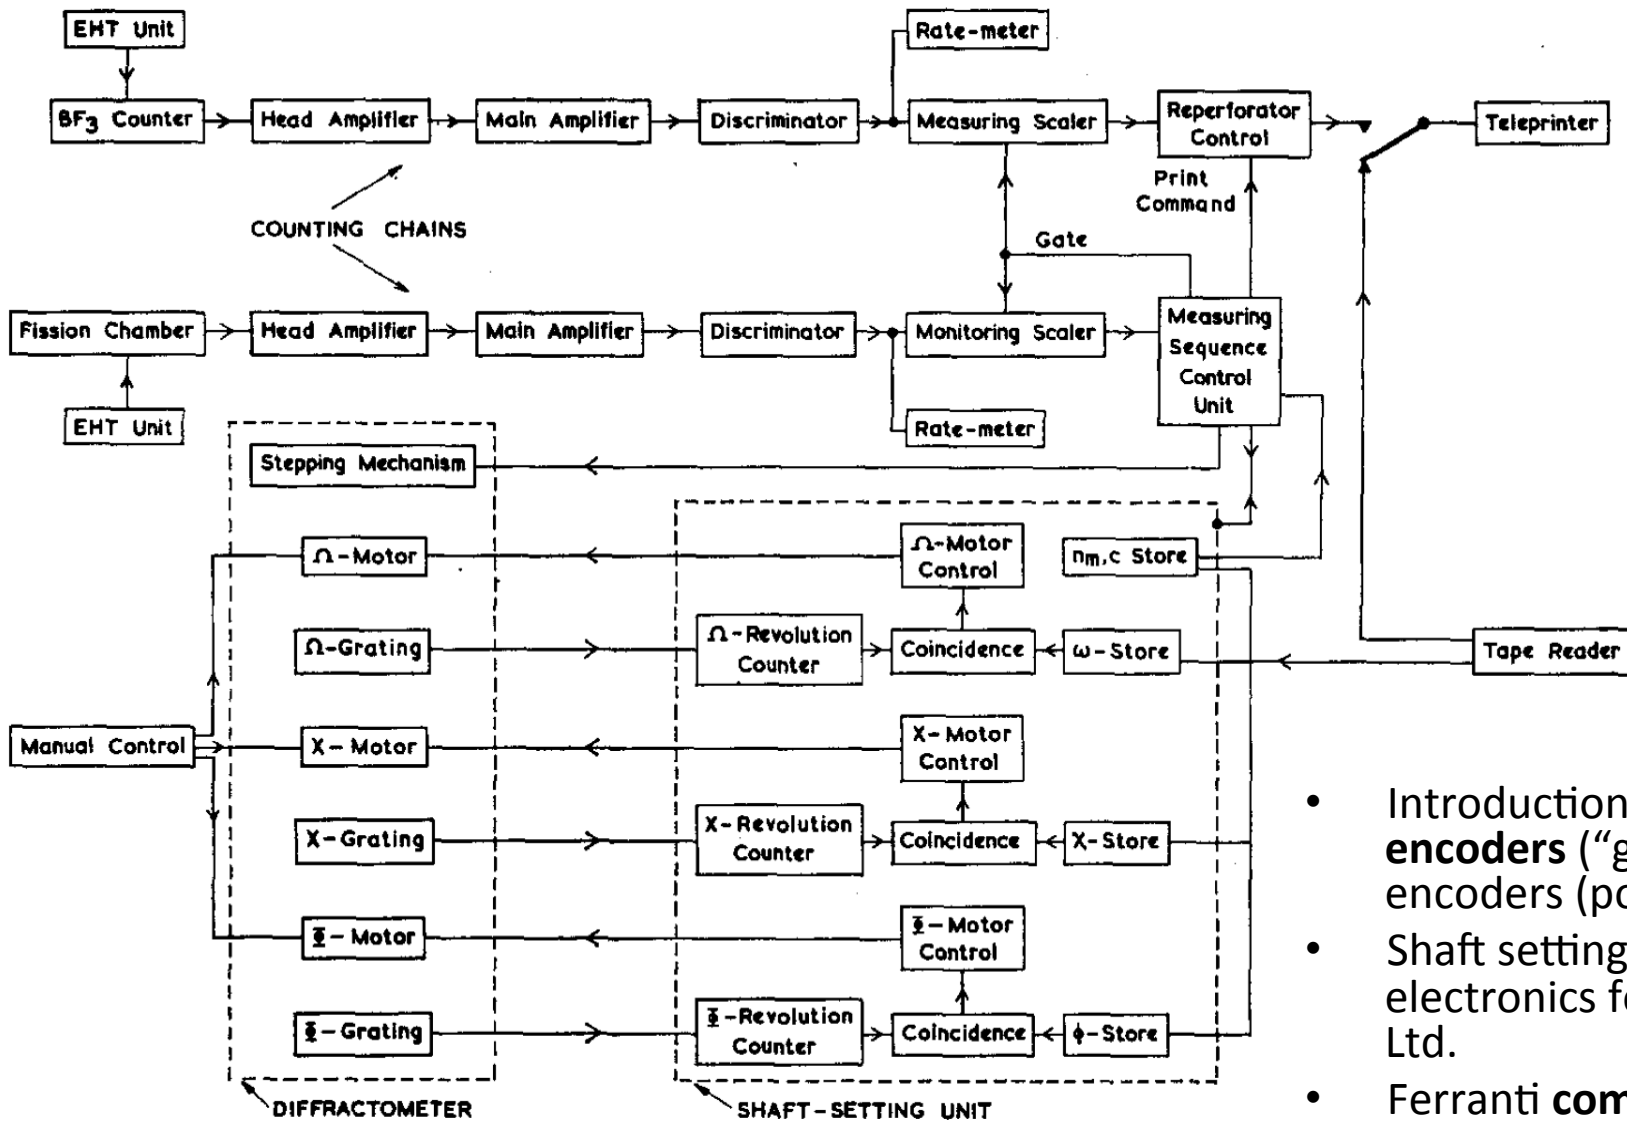 EHT Unit
Rate-meter
BF3 Counter
Head Amplifier
Main Amplifier
Discriminator
Measuring Scaler
Reperforator
Control
Teleprinter
Print
Command
COUNTING CHAINS
Gate
Fission Chamber
Head Amplifier
Main Amplifier
Discriminator
Monitoring Scaler
Measuring
Sequence
Control
Unit
EHT Unit
Rate-meter
Stepping Mechanism
Ω-Motor
Ω-Motor
Control
nm,c Store
Ω-Grating
Ω-Revolution
Counter
Coincidence
ω-Store
Tape Reader
Manual Control
X-Motor
X-Motor
Control
X-Grating
X-Revolution
Counter
Coincidence
X-Store
Φ-Motor
Φ-Motor
Control
Φ-Grating
Φ-Revolution
Counter
Coincidence
ϕ-Store
DIFFRACTOMETER
SHAFT-SETTING UNIT
• Introduction
encoders (“g
encoders (po
• Shaft setting
electronics fe
Ltd.
• Ferranti com